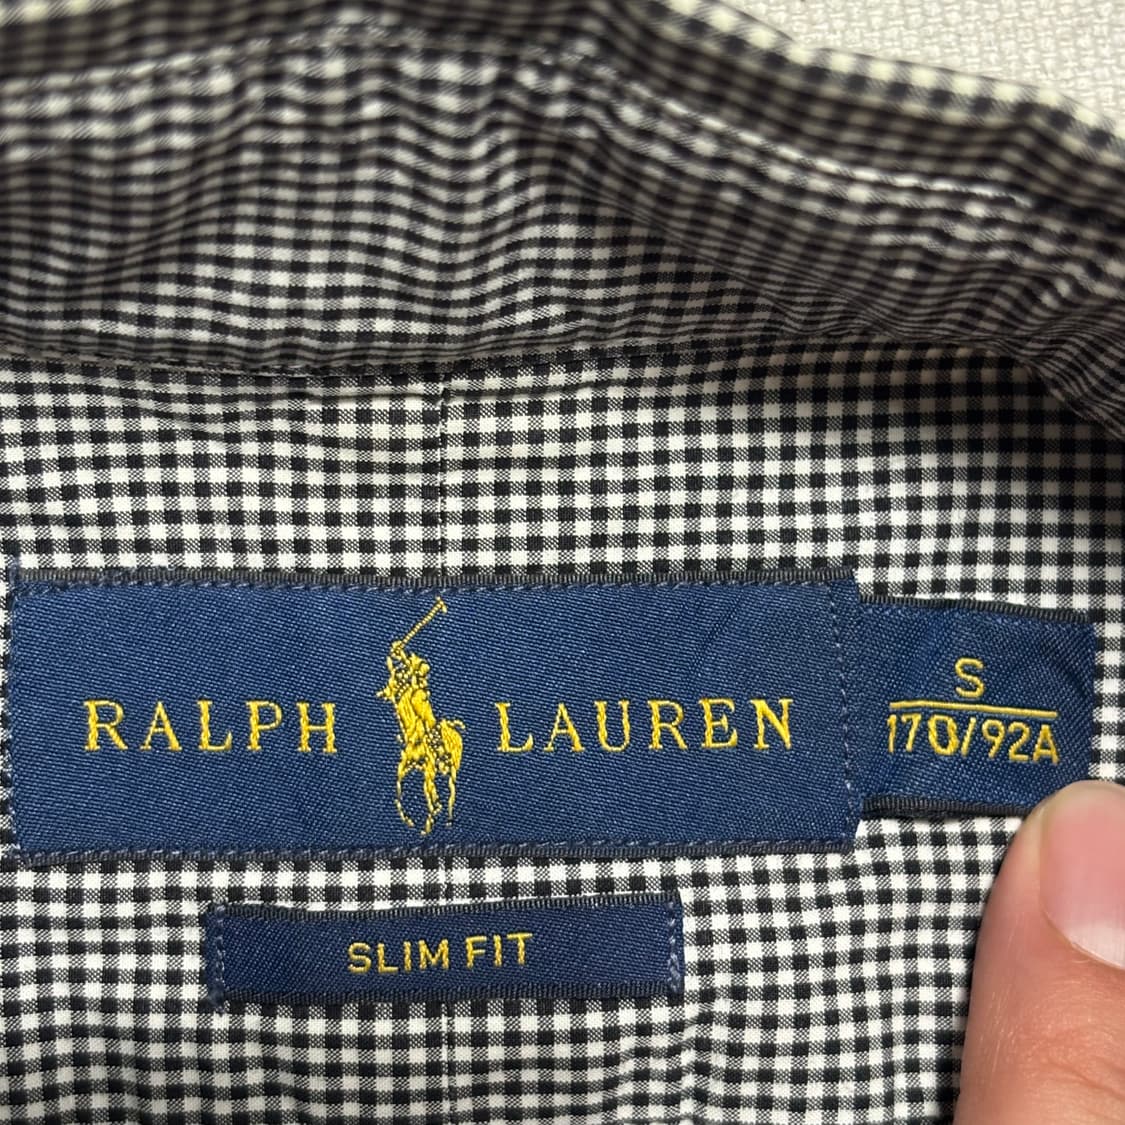 RALPH LAUREN
S
170/92A
SLIM FIT